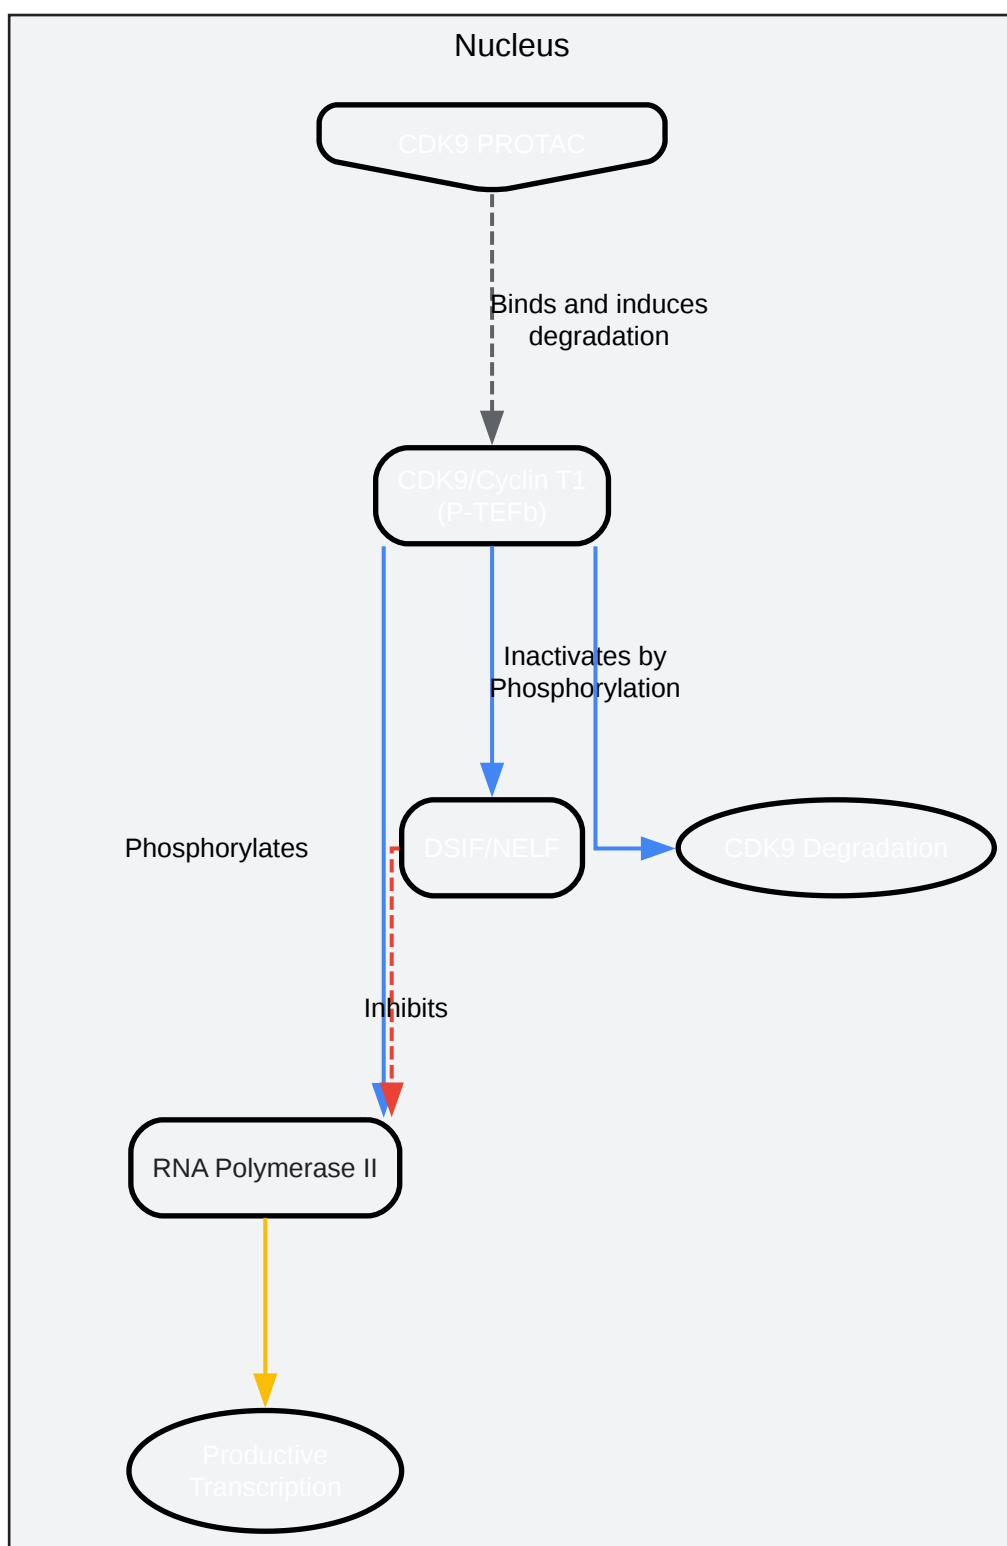 Nucleus
CDK9 PROTAC
Binds and induces
degradation
CDK9/Cyclin T1
(P-TEFb)
Inactivates by
Phosphorylation
Phosphorylates
DSIF/NELF
CDK9 Degradation
Inhibits
RNA Polymerase II
Productive
Transcription